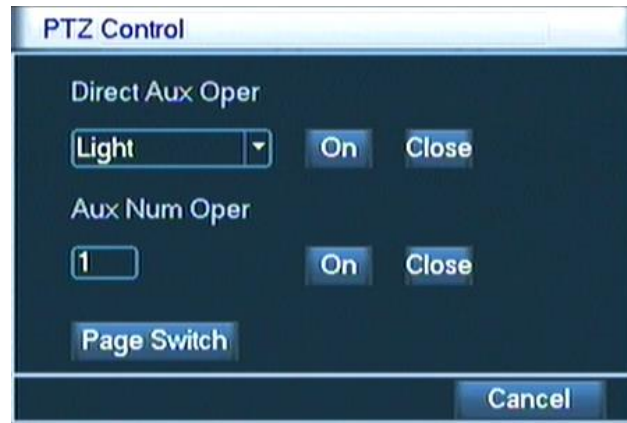 PTZ Control
Direct Aux Oper
Light On Close
Aux Num Oper
1 On Close
Page Switch
Cancel